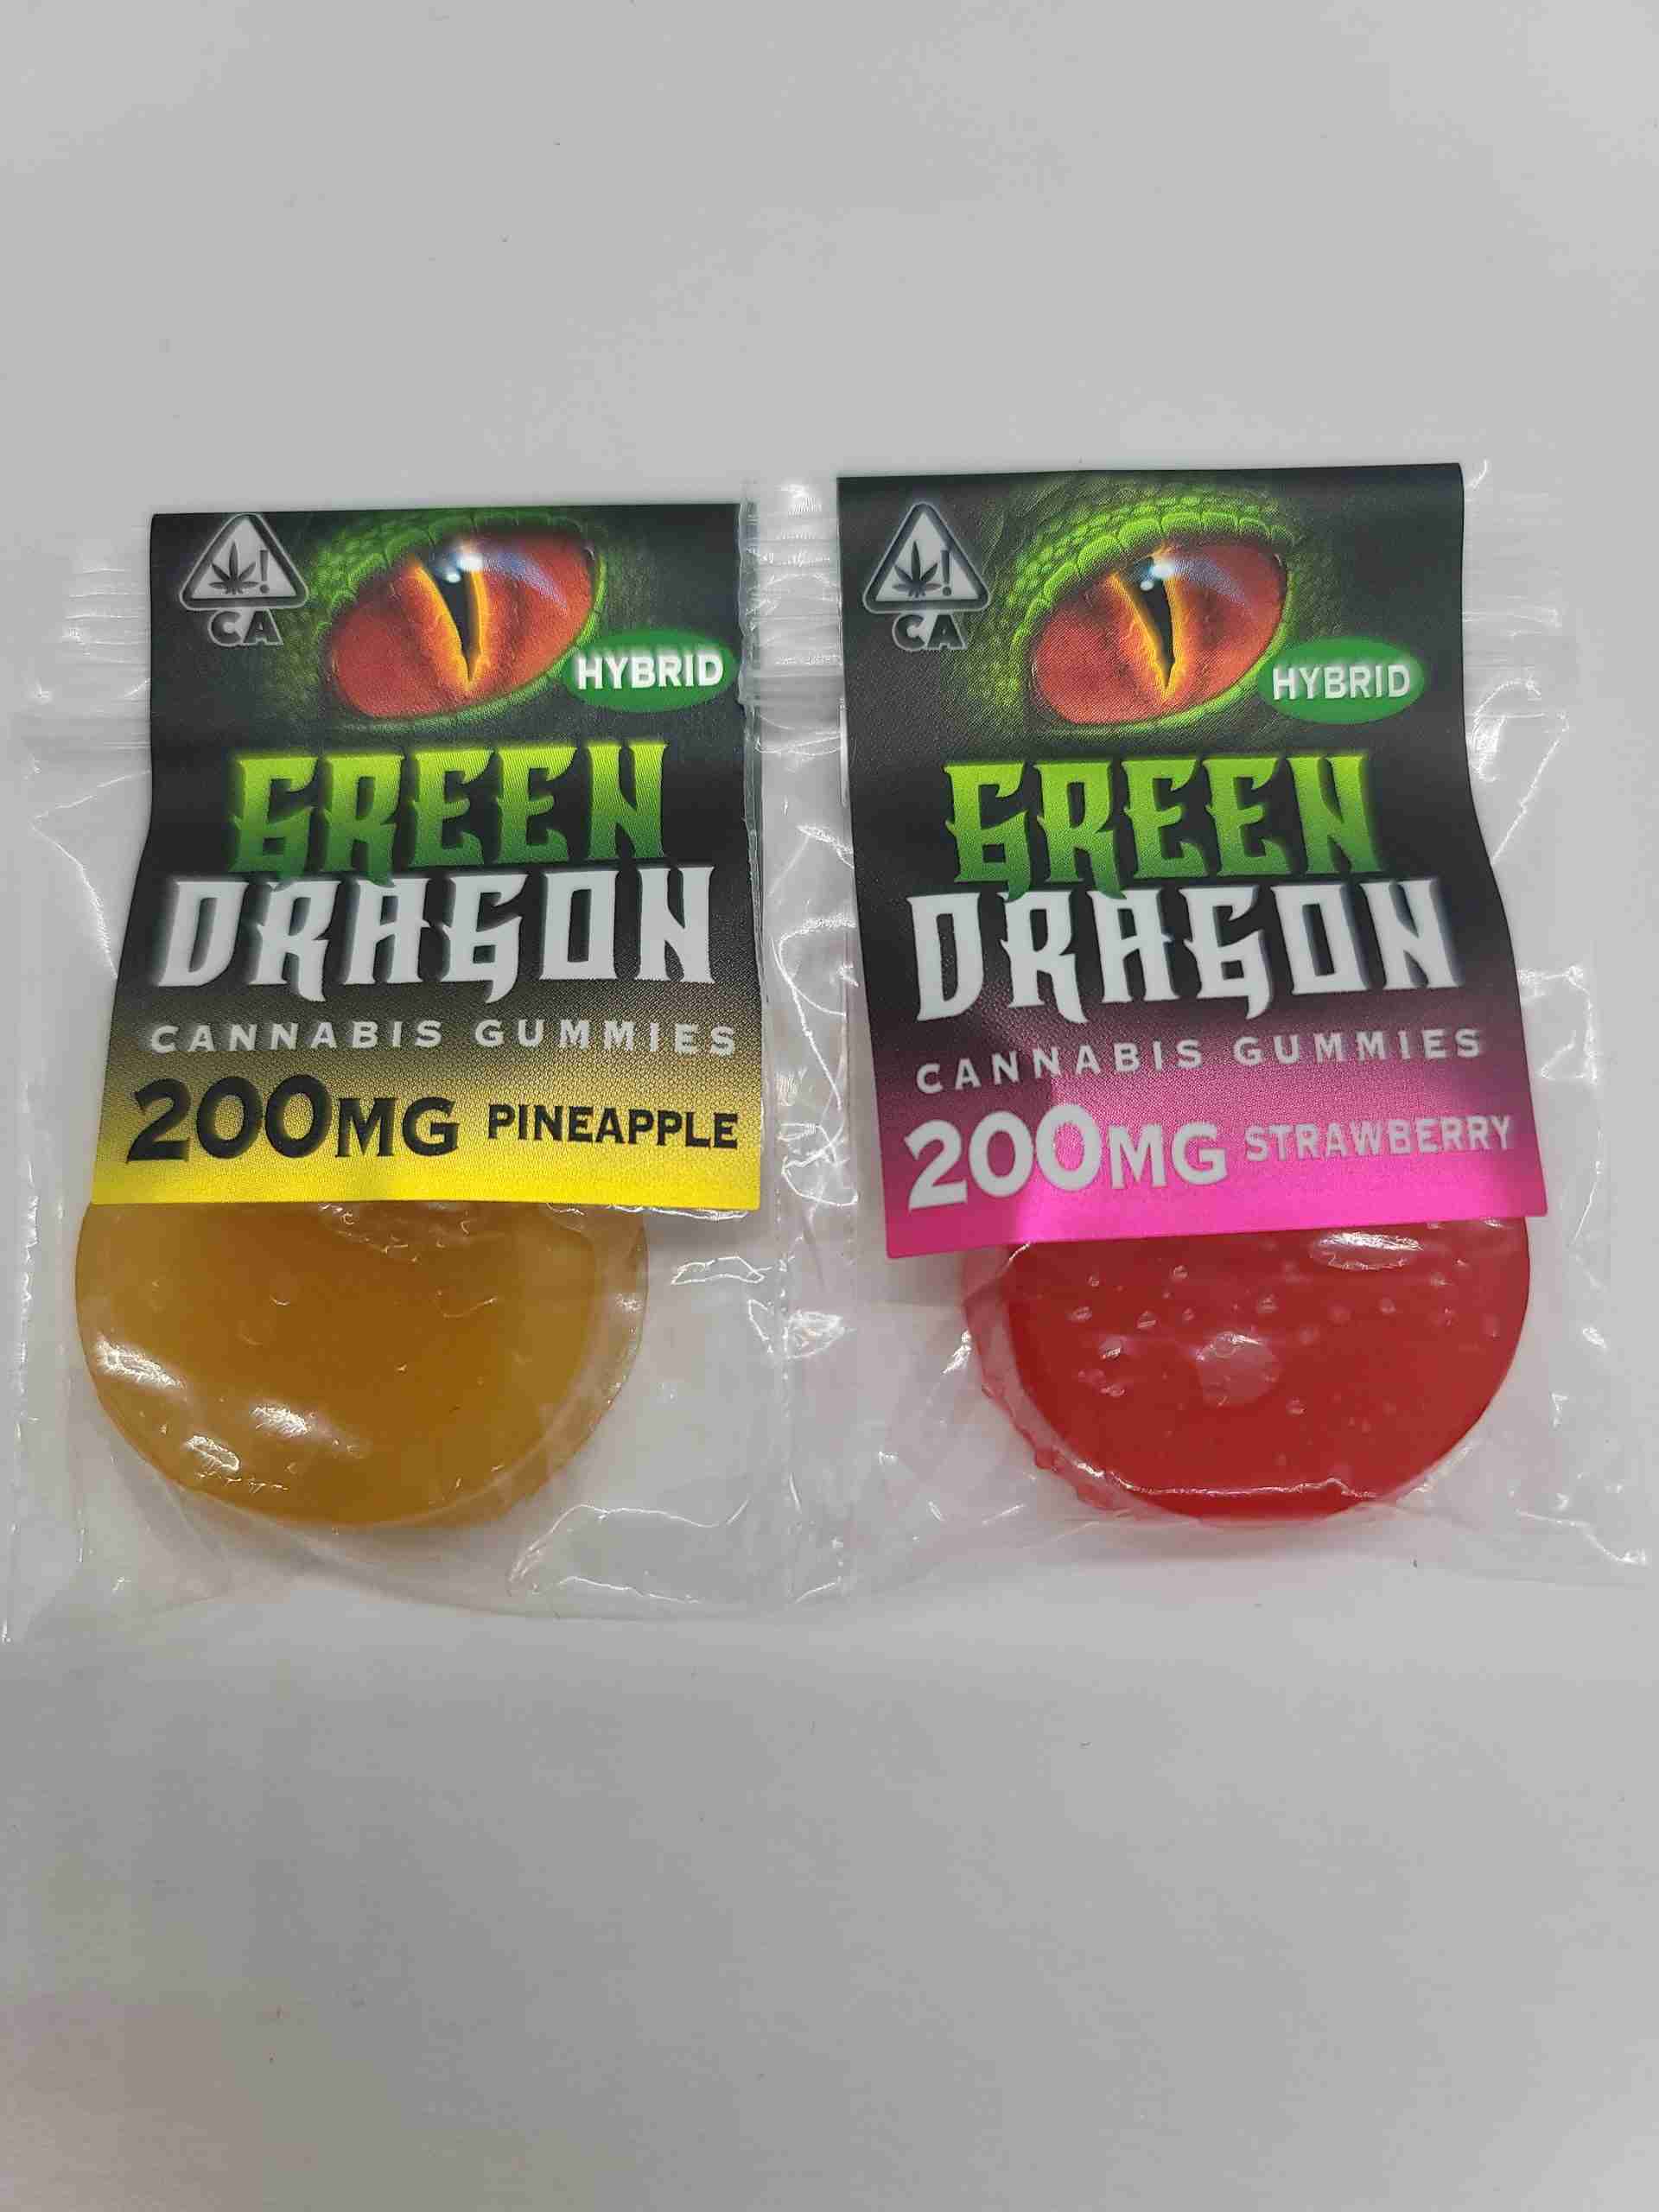 CA
HYBRID
GREEN
DRAGON
CANNABIS GUMMIES
200MG PINEAPPLE
CA
HYBRID
GREEN
DRAGON
CANNABIS GUMMIES
200MG STRAWBERRY